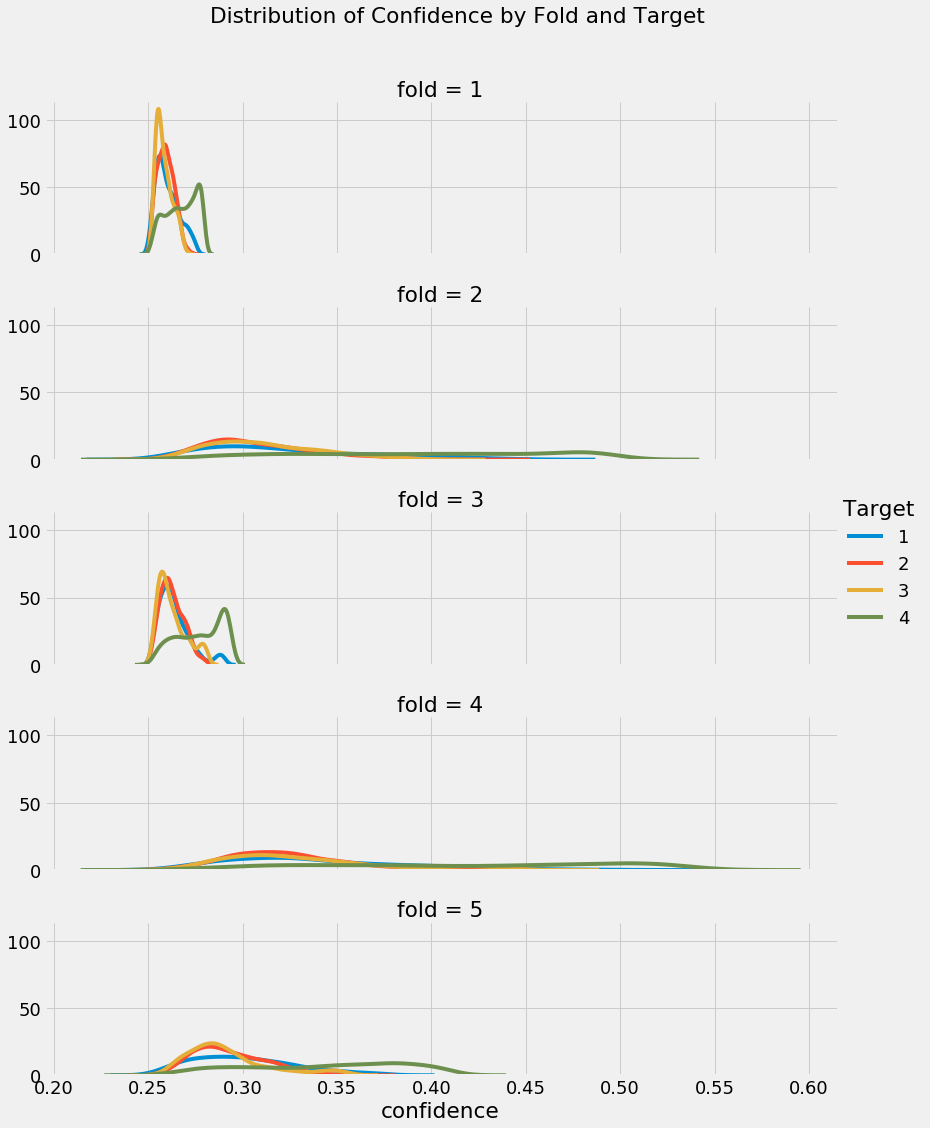 Distribution of Confidence by Fold and Target
fold = 1
100
50
0
fold = 2
100
50
0
fold = 3
100
50
0
Target
1
2
3
4
fold = 4
100
50
0
fold = 5
100
50
0
0.20 0.25 0.30 0.35 0.40 0.45 0.50 0.55 0.60
confidence